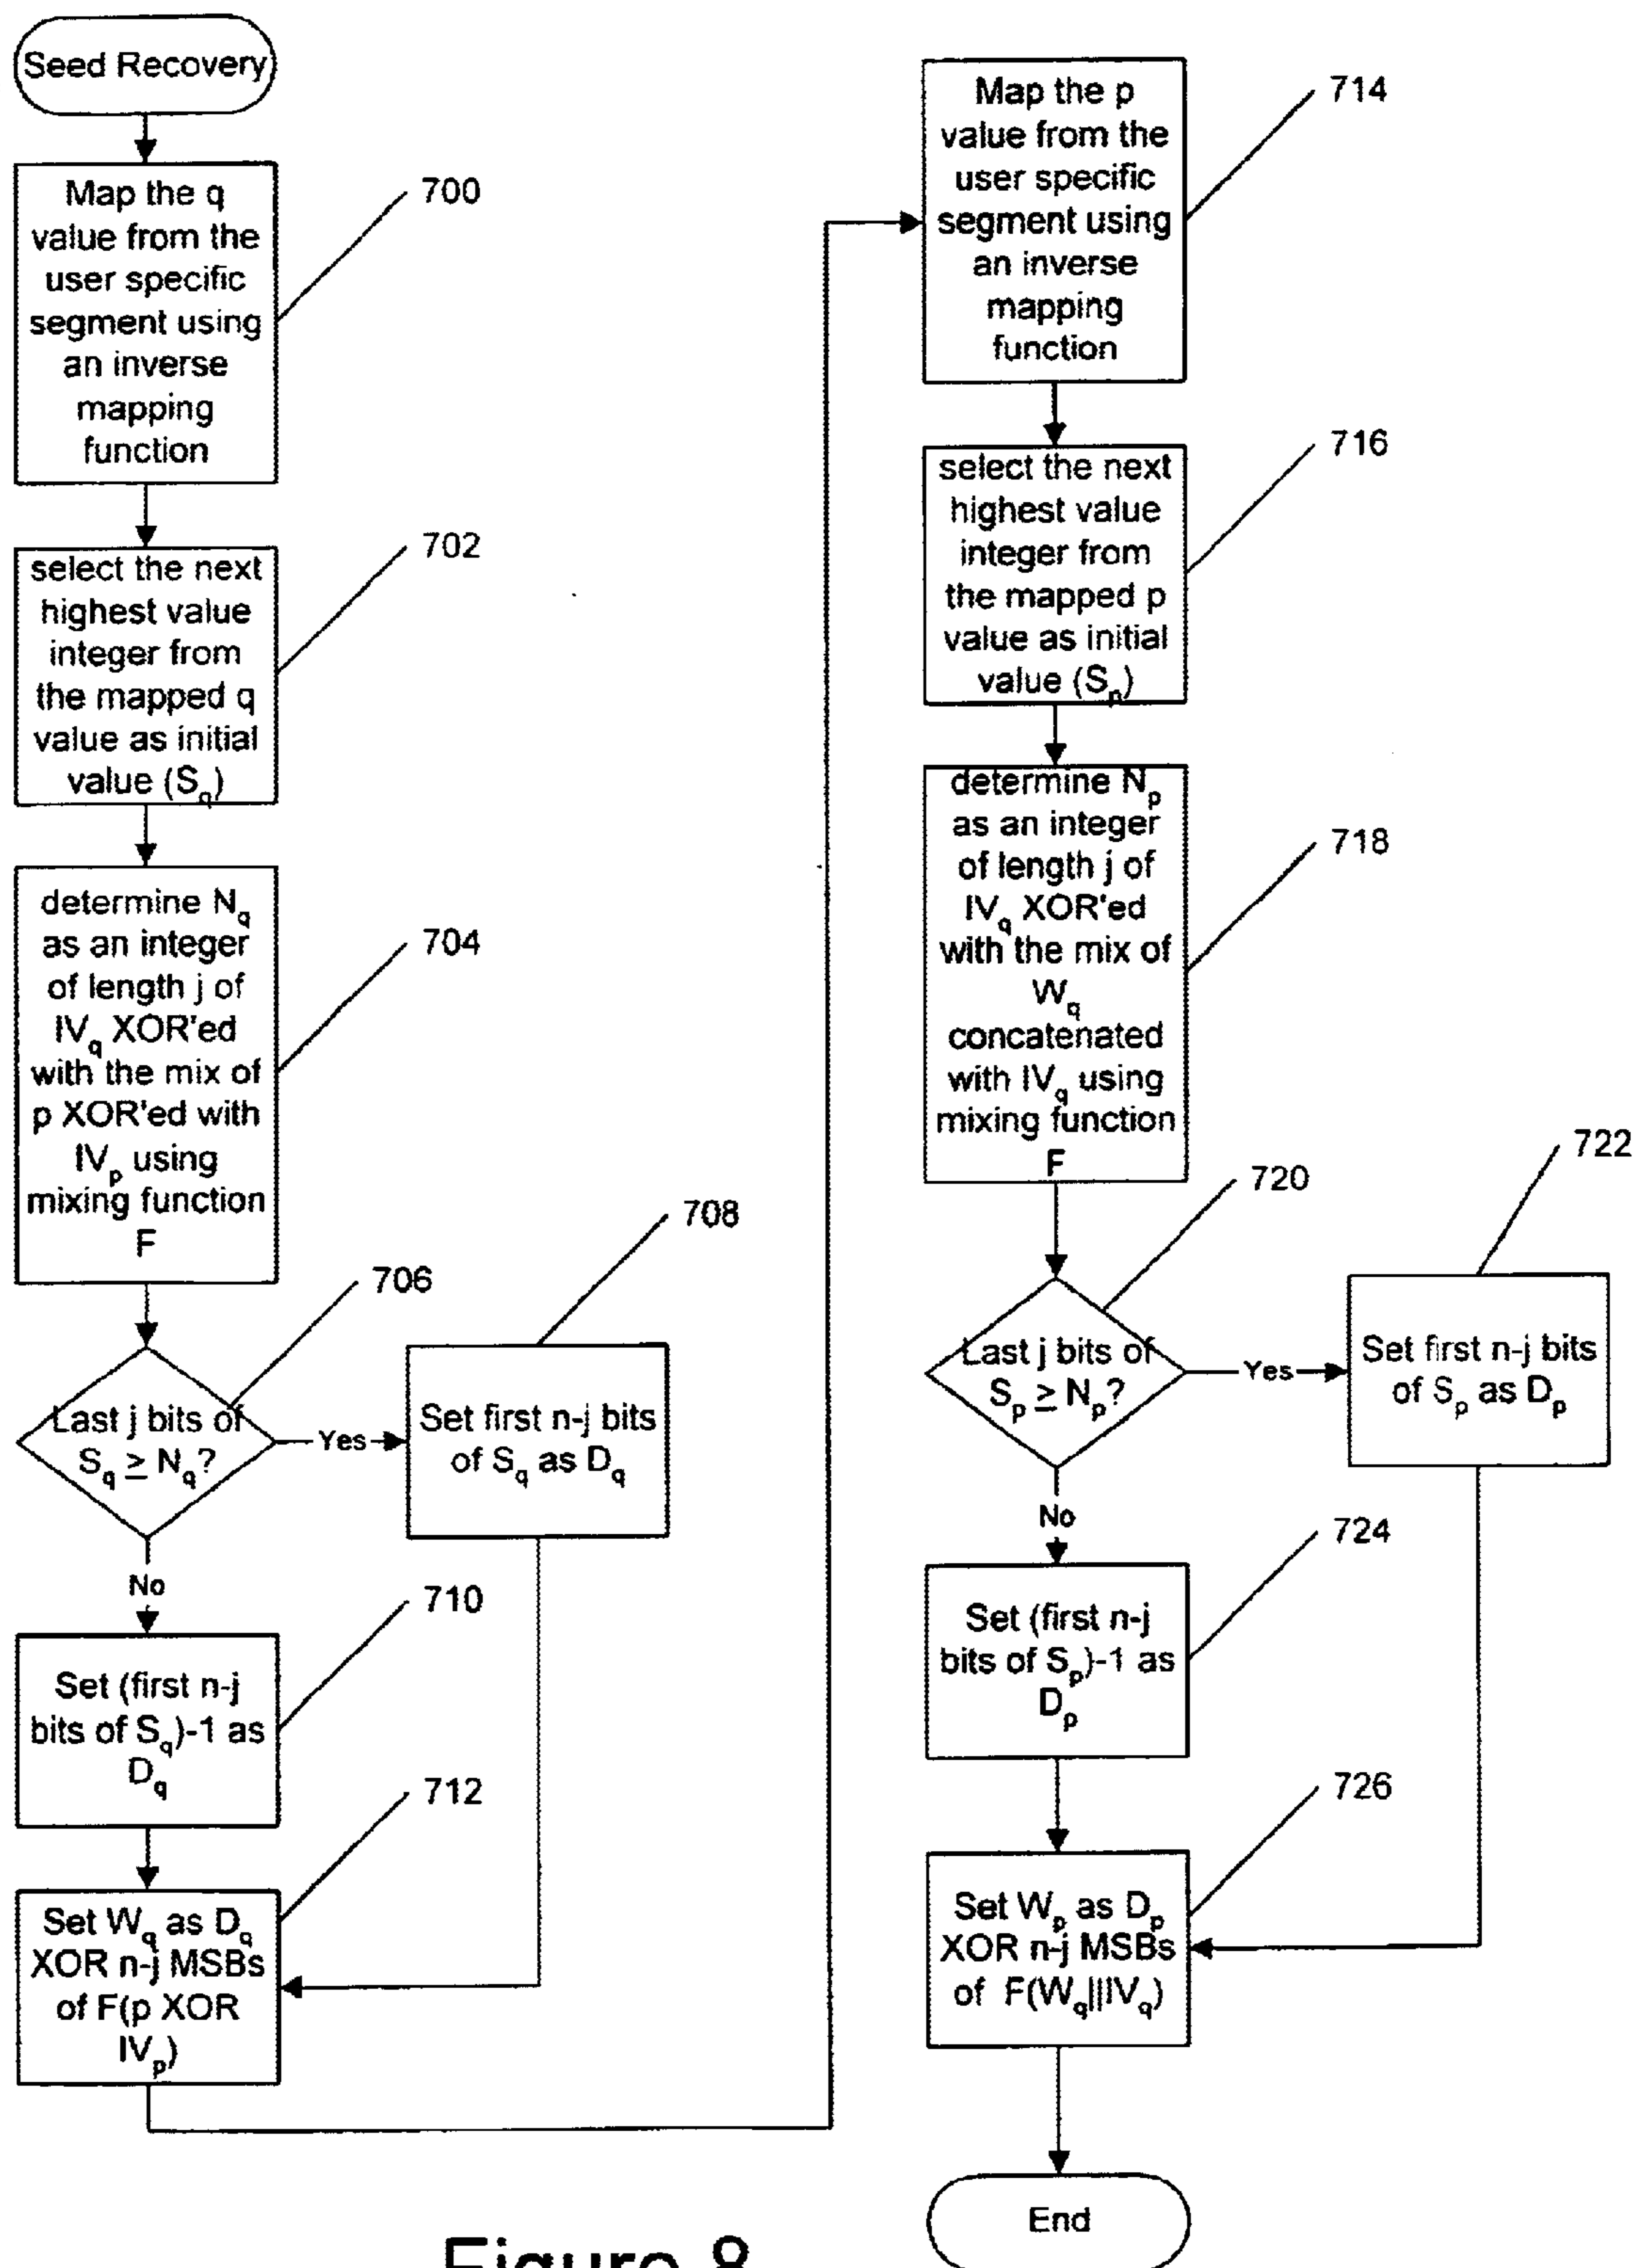 Seed Recovery
Map the q
value from the
user specific
segment using
an inverse
mapping
function
700
select the next
highest value
integer from
the mapped q
value as initial
value (Sq)
702
determine Nq
as an integer
of length j of
IVq XOR'ed
with the mix of
p XOR'ed with
IVp using
mixing function
F
704
706
Last j bits of
Sq ≥ Nq?
Yes
708
Set first n-j bits
of Sq as Dq
No
710
Set (first n-j
bits of Sq)-1 as
Dq
712
Set Wq as Dq
XOR n-j MSBs
of F(p XOR
IVp)
714
Map the p
value from the
user specific
segment using
an inverse
mapping
function
716
select the next
highest value
integer from
the mapped p
value as initial
value (Sp)
718
determine Np
as an integer
of length j of
IVq XOR'ed
with the mix of
Wq
concatenated
with IVq using
mixing function
F
720
Last j bits of
Sp ≥ Np?
Yes
722
Set first n-j bits
of Sp as Dp
No
724
Set (first n-j
bits of Sp)-1 as
Dp
726
Set Wp as Dp
XOR n-j MSBs
of F(Wq||IVq)
End
Figure 8